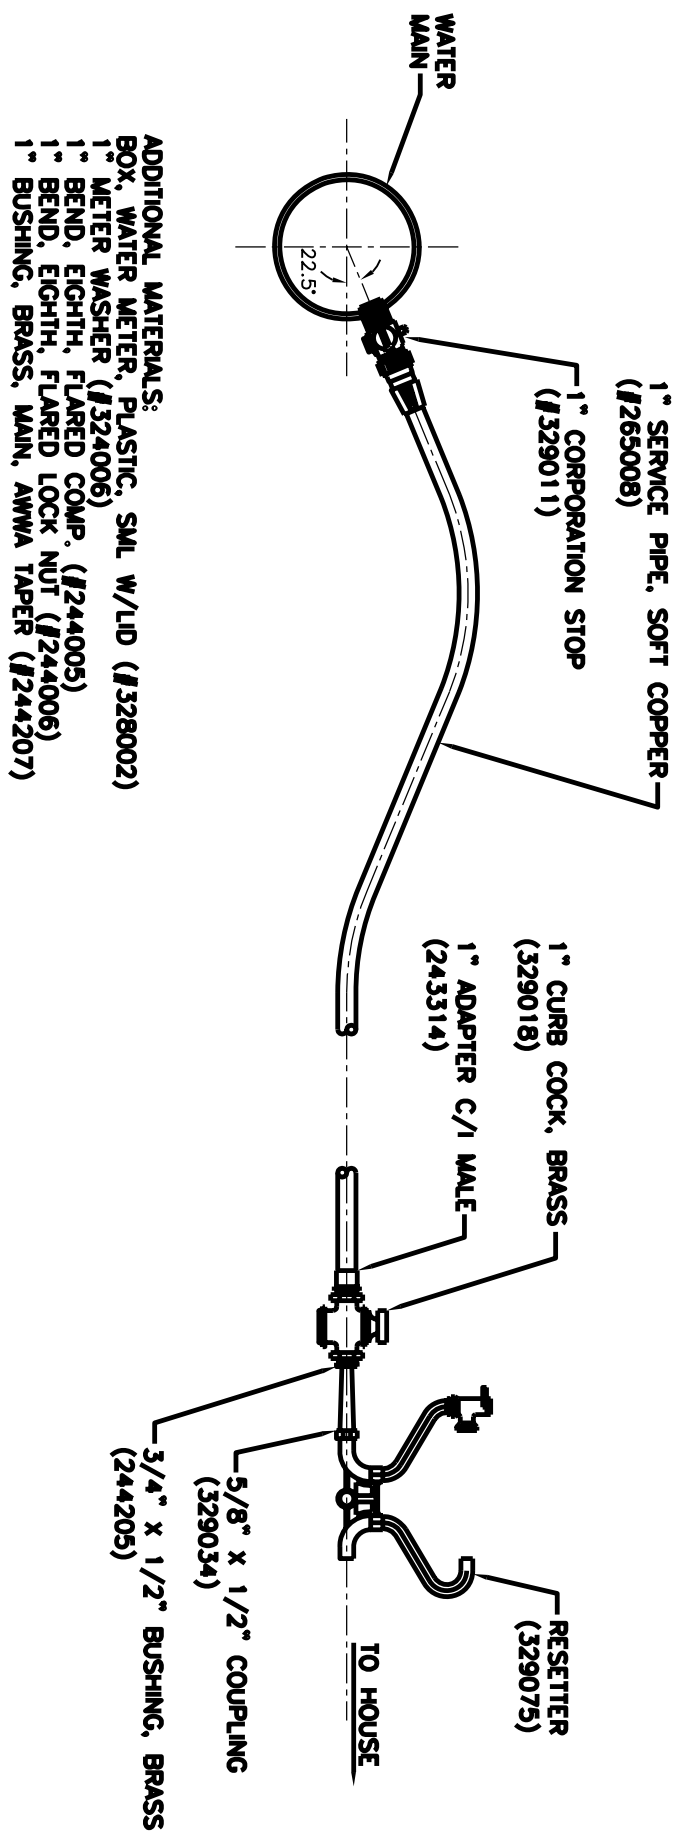 WATER
MAIN
22.5°
1" SERVICE PIPE, SOFT COPPER
(#265008)
1" CORPORATION STOP
(#329011)
1" CURB COCK, BRASS
(329018)
1" ADAPTER C/I MALE
(243314)
RESETTER
(329075)
TO HOUSE
5/8" X 1/2" COUPLING
(329034)
3/4" X 1/2" BUSHING, BRASS
(244205)
ADDITIONAL MATERIALS:
BOX, WATER METER, PLASTIC, SML W/LID (#328002)
1" METER WASHER (#324006)
1" BEND, EIGHTH, FLARED COMP. (#244005)
1" BEND, EIGHTH, FLARED LOCK NUT (#244006)
1" BUSHING, BRASS, MAIN, AWWA TAPER (#244207)